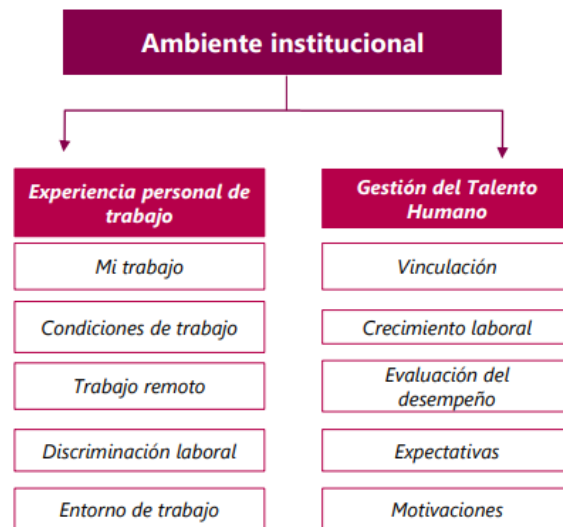 Ambiente institucional
Experiencia personal de
trabajo
Mi trabajo
Condiciones de trabajo
Trabajo remoto
Discriminación laboral
Entorno de trabajo
Gestión del Talento
Humano
Vinculación
Crecimiento laboral
Evaluación del
desempeño
Expectativas
Motivaciones